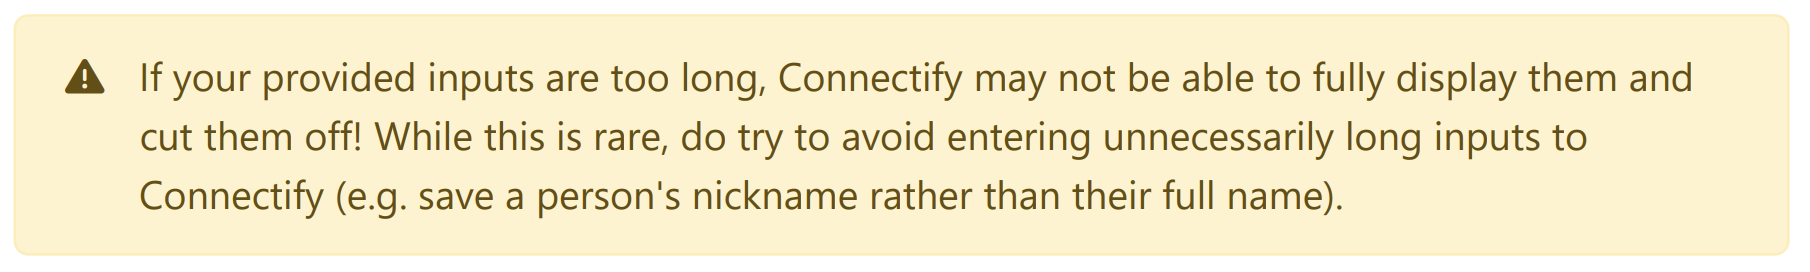 If your provided inputs are too long, Connectify may not be able to fully display them and
cut them off! While this is rare, do try to avoid entering unnecessarily long inputs to
Connectify (e.g. save a person's nickname rather than their full name).